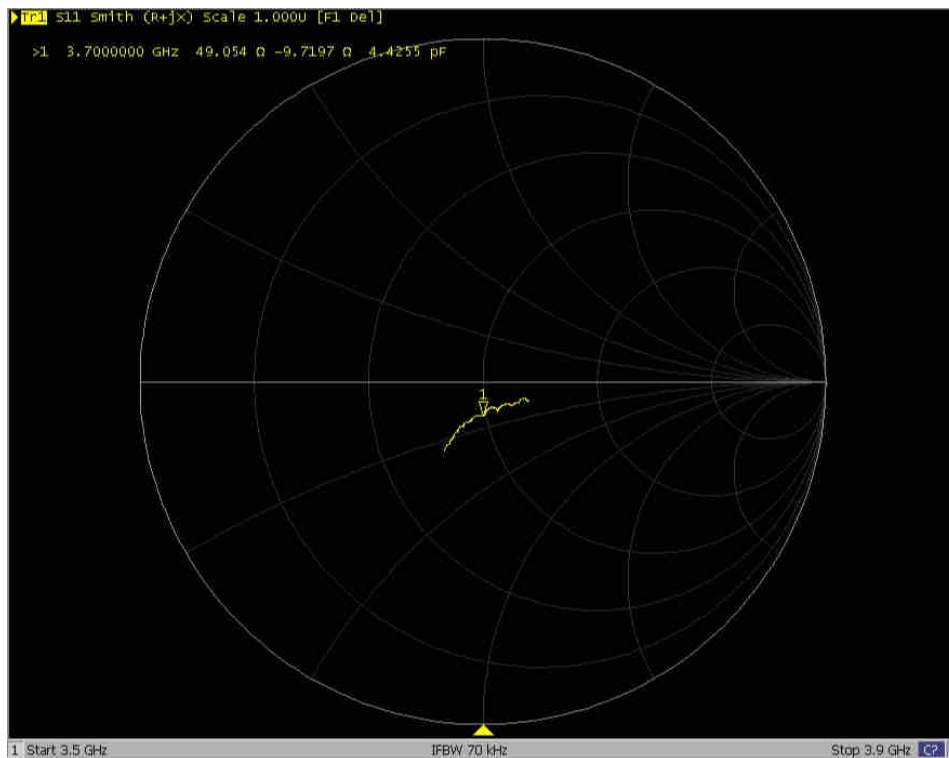 Tr1 S11 Smith (R+jX) Scale 1.000U [F1 Del]
>1 3.7000000 GHz 49.054 Ω -9.7197 Ω 4.4255 pF
1
1 Start 3.5 GHz IFBW 70 kHz Stop 3.9 GHz C?